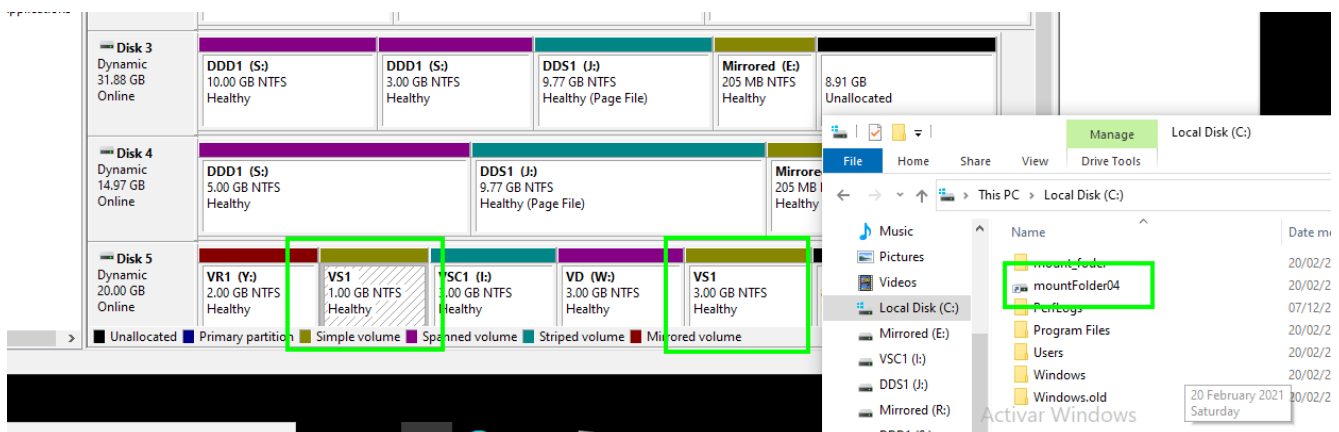 Disk 3
Dynamic
31.88 GB
Online
DDD1 (S:)
10.00 GB NTFS
Healthy
DDD1 (S:)
3.00 GB NTFS
Healthy
DDS1 (J:)
9.77 GB NTFS
Healthy (Page File)
Mirrored (E:)
205 MB NTFS
Healthy
8.91 GB
Unallocated
Disk 4
Dynamic
14.97 GB
Online
DDD1 (S:)
5.00 GB NTFS
Healthy
DDS1 (J:)
9.77 GB NTFS
Healthy (Page File)
205 MB
Healthy
Disk 5
Dynamic
20.00 GB
Online
VR1 (Y:)
2.00 GB NTFS
Healthy
VS1
1.00 GB NTFS
Healthy
VSC1 (I:)
3.00 GB NTFS
Healthy
VD (W:)
3.00 GB NTFS
Healthy
VS1
3.00 GB NTFS
Healthy
Unallocated Primary partition Simple volume Spanned volume Striped volume Mirrored volume
Manage Local Disk (C:)
File Home Share View Drive Tools
This PC > Local Disk (C:)
Music
Pictures
Videos
Local Disk (C:)
Mirrored (E:)
VSC1 (I:)
DDS1 (J:)
Mirrored (R:)
Name Date
mount_foder 20/02/2
mountFolder04 20/02/2
PerfLogs 07/12/2
Program Files 20/02/2
Users 20/02/2
Windows 20/02/2
Windows.old 20/02/2
20 February 2021
Saturday
Activar Windows